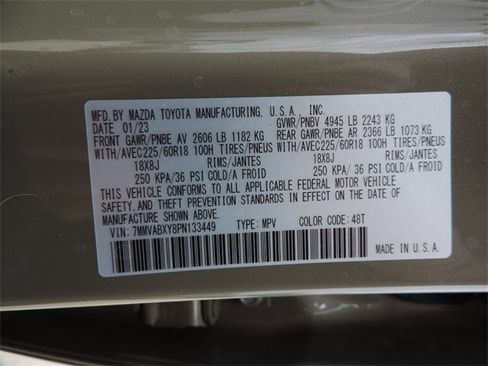 MFD. BY MAZDA TOYOTA MANUFACTURING, U.S.A., INC.
DATE 01/23 GVWR/PNBV 4945 LB 2243 KG
FRONT GAWR/PNBE AV 2606 LB 1182 KG REAR GAWR/PNBE AR 2366 LB 1073 KG
WITH/AVEC225/60R18 100H TIRES/PNEUS WITH/AVEC225/60R18 100H TIRES/PNEUS
18X8J RIMS/JANTES 18X8J RIMS/JANTES
250 KPA/36 PSI COLD/A FROID 250 KPA/36 PSI COLD/A FROID
THIS VEHICLE CONFORMS TO ALL APPLICABLE FEDERAL MOTOR VEHICLE
SAFETY, AND THEFT PREVENTION STANDARDS IN EFFECT ON THE DATE OF
MANUFACTURE SHOWN ABOVE.
VIN: 7MMVABXY8PN133449 TYPE: MPV COLOR CODE: 48T
MADE IN U.S.A.